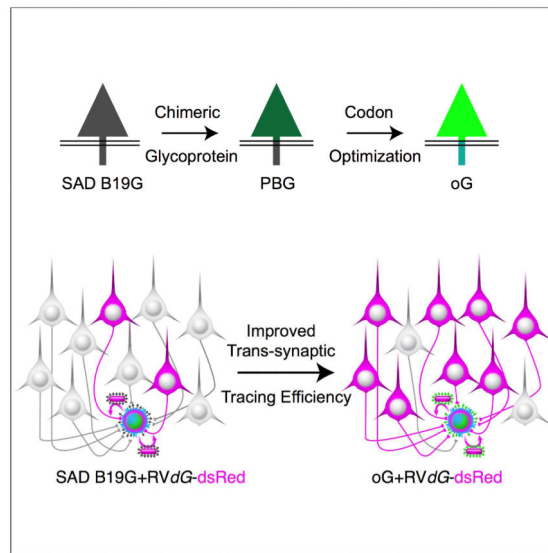 Chimeric
Glycoprotein
Codon
Optimization
SAD B19G
PBG
oG
Improved
Trans-synaptic
Tracing Efficiency
SAD B19G+RVdG-dsRed
oG+RVdG-dsRed